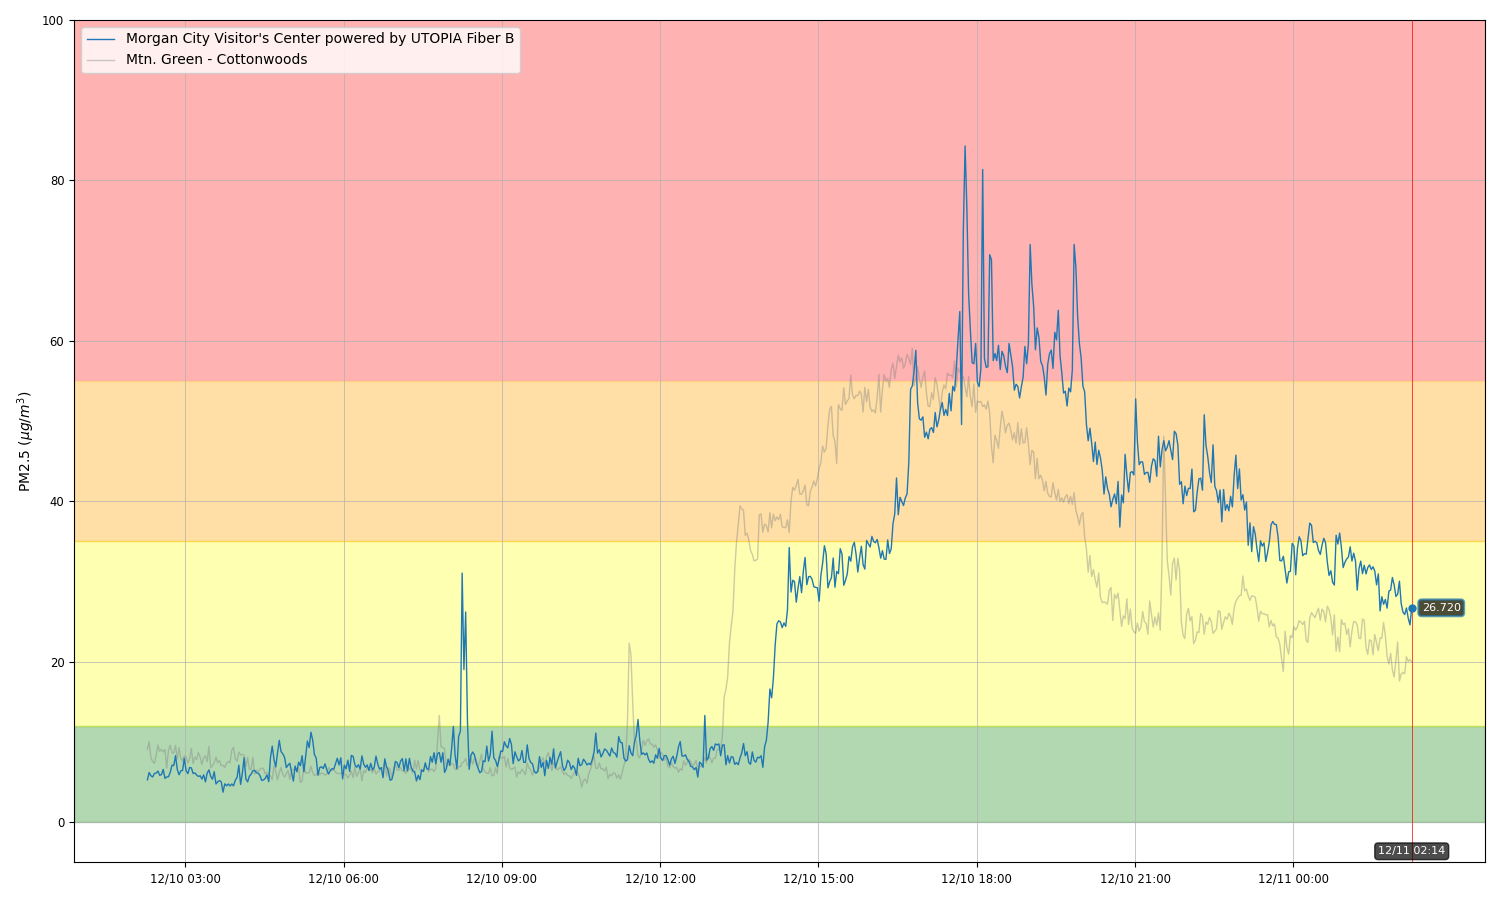 100
Morgan City Visitor's Center powered by UTOPIA Fiber B
Mtn. Green - Cottonwoods
80
60
PM2.5 (μg/m³)
40
26.720
20
0
12/11 02:14
12/10 03:00 12/10 06:00 12/10 09:00 12/10 12:00 12/10 15:00 12/10 18:00 12/10 21:00 12/11 00:00